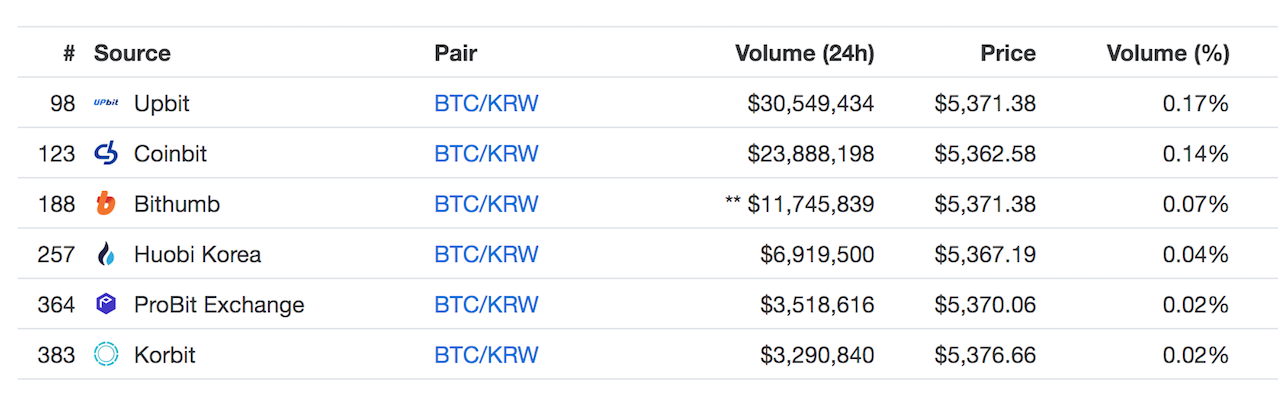 # Source Pair Volume (24h) Price Volume (%)
98 UPbit Upbit BTC/KRW $30,549,434 $5,371.38 0.17%
123 Coinbit BTC/KRW $23,888,198 $5,362.58 0.14%
188 Bithumb BTC/KRW ** $11,745,839 $5,371.38 0.07%
257 Huobi Korea BTC/KRW $6,919,500 $5,367.19 0.04%
364 ProBit Exchange BTC/KRW $3,518,616 $5,370.06 0.02%
383 Korbit BTC/KRW $3,290,840 $5,376.66 0.02%